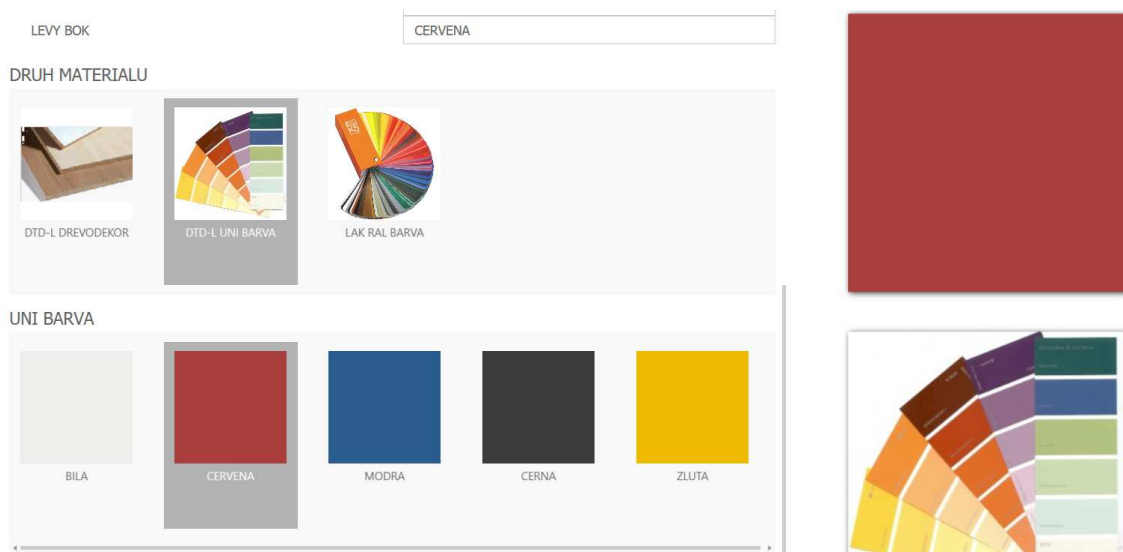 LEVY BOK CERVENA
DRUH MATERIALU
DTD-L DREVODEKOR DTD-L UNI BARVA LAK RAL BARVA
UNI BARVA
BILA CERVENA MODRA CERNA ZLUTA